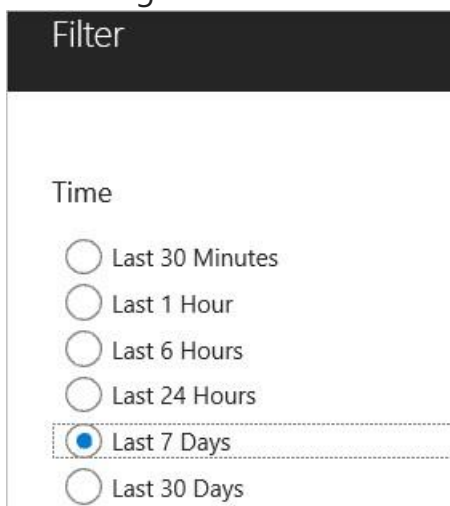 Filter
Time
Last 30 Minutes
Last 1 Hour
Last 6 Hours
Last 24 Hours
Last 7 Days
Last 30 Days